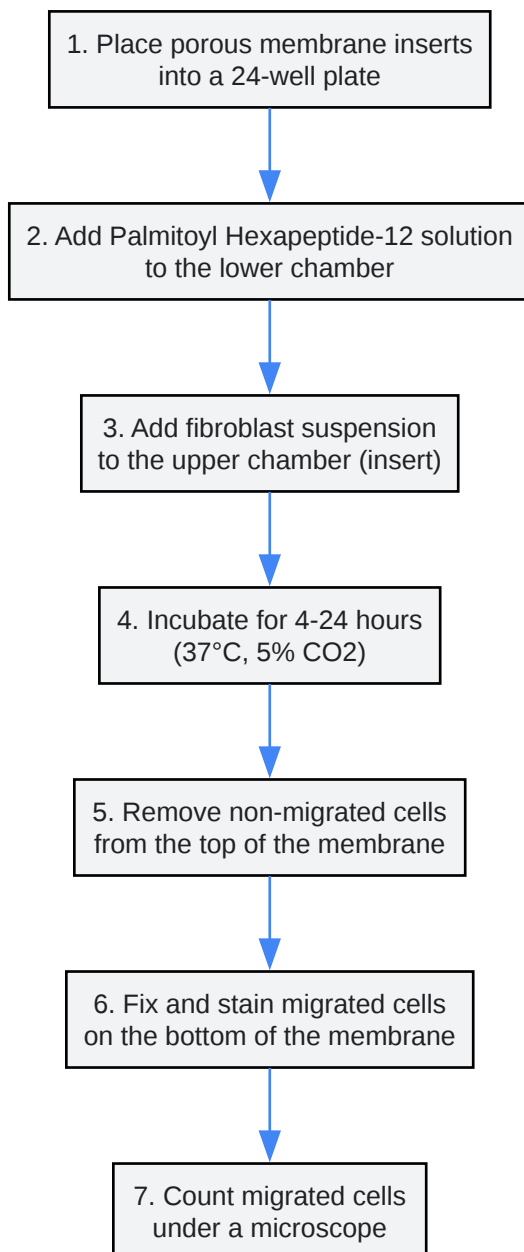 1. Place porous membrane inserts
into a 24-well plate
2. Add Palmitoyl Hexapeptide-12 solution
to the lower chamber
3. Add fibroblast suspension
to the upper chamber (insert)
4. Incubate for 4-24 hours
(37°C, 5% CO2)
5. Remove non-migrated cells
from the top of the membrane
6. Fix and stain migrated cells
on the bottom of the membrane
7. Count migrated cells
under a microscope